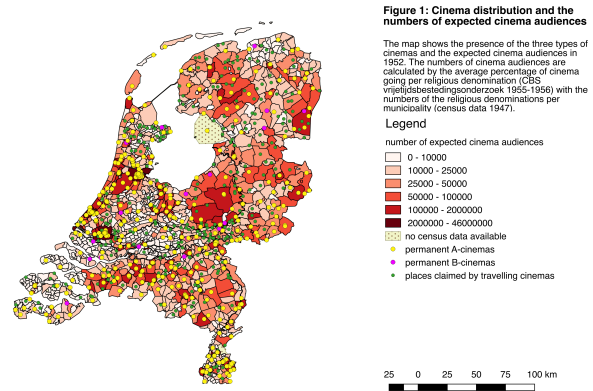 Figure 1: Cinema distribution and the
numbers of expected cinema audiences
The map shows the presence of the three types of
cinemas and the expected cinema audiences in
1952. The numbers of cinema audiences are
calculated by the average percentage of cinema
going per religious denomination (CBS
vrijetijdsbestedingsonderzoek 1955-1956) with the
numbers of the religious denominations per
municipality (census data 1947).
Legend
number of expected cinema audiences
0 - 10000
10000 - 25000
25000 - 50000
50000 - 100000
100000 - 2000000
2000000 - 46000000
no census data available
permanent A-cinemas
permanent B-cinemas
places claimed by travelling cinemas
25 0 25 50 75 100 km